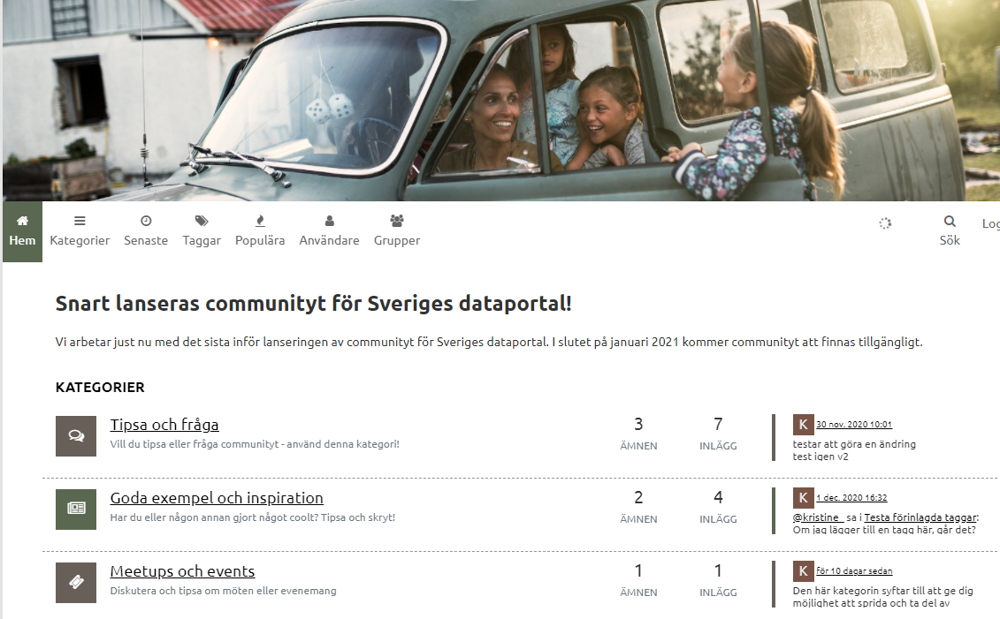 Hem
Kategorier
Senaste
Taggar
Populära
Användare
Grupper
Sök
Snart lanseras communityt för Sveriges dataportal!
Vi arbetar just nu med det sista inför lanseringen av communityt för Sveriges dataportal. I slutet på januari 2021 kommer communityt att finnas tillgängligt.
KATEGORIER
Tipsa och fråga
Vill du tipsa eller fråga communityt - använd denna kategori!
3
ÄMNEN
7
INLÄGG
K 30 nov. 2020 10:01
testar att göra en ändring
test igen v2
Goda exempel och inspiration
Har du eller någon annan gjort något coolt? Tipsa och skryt!
2
ÄMNEN
4
INLÄGG
K 1 dec. 2020 16:32
@kristine_ sa i Testa förinlagda taggar:
Om jag lägger till en tagg här, går det?
Meetups och events
Diskutera och tipsa om möten eller evenemang
1
ÄMNEN
1
INLÄGG
K för 10 dagar sedan
Den här kategorin syftar till att ge dig
möjlighet att sprida och ta del av